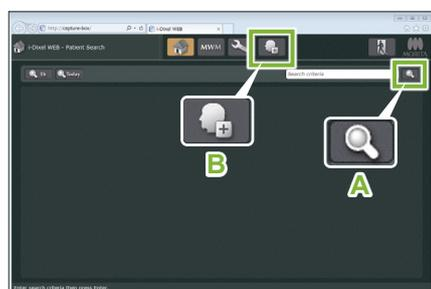 http://capture-box/
i-Dixel WEB
i-Dixel WEB - Patient Search
MWM
MORITA
1h
Today
Search criteria
B
A
Enter search criteria then press Enter.